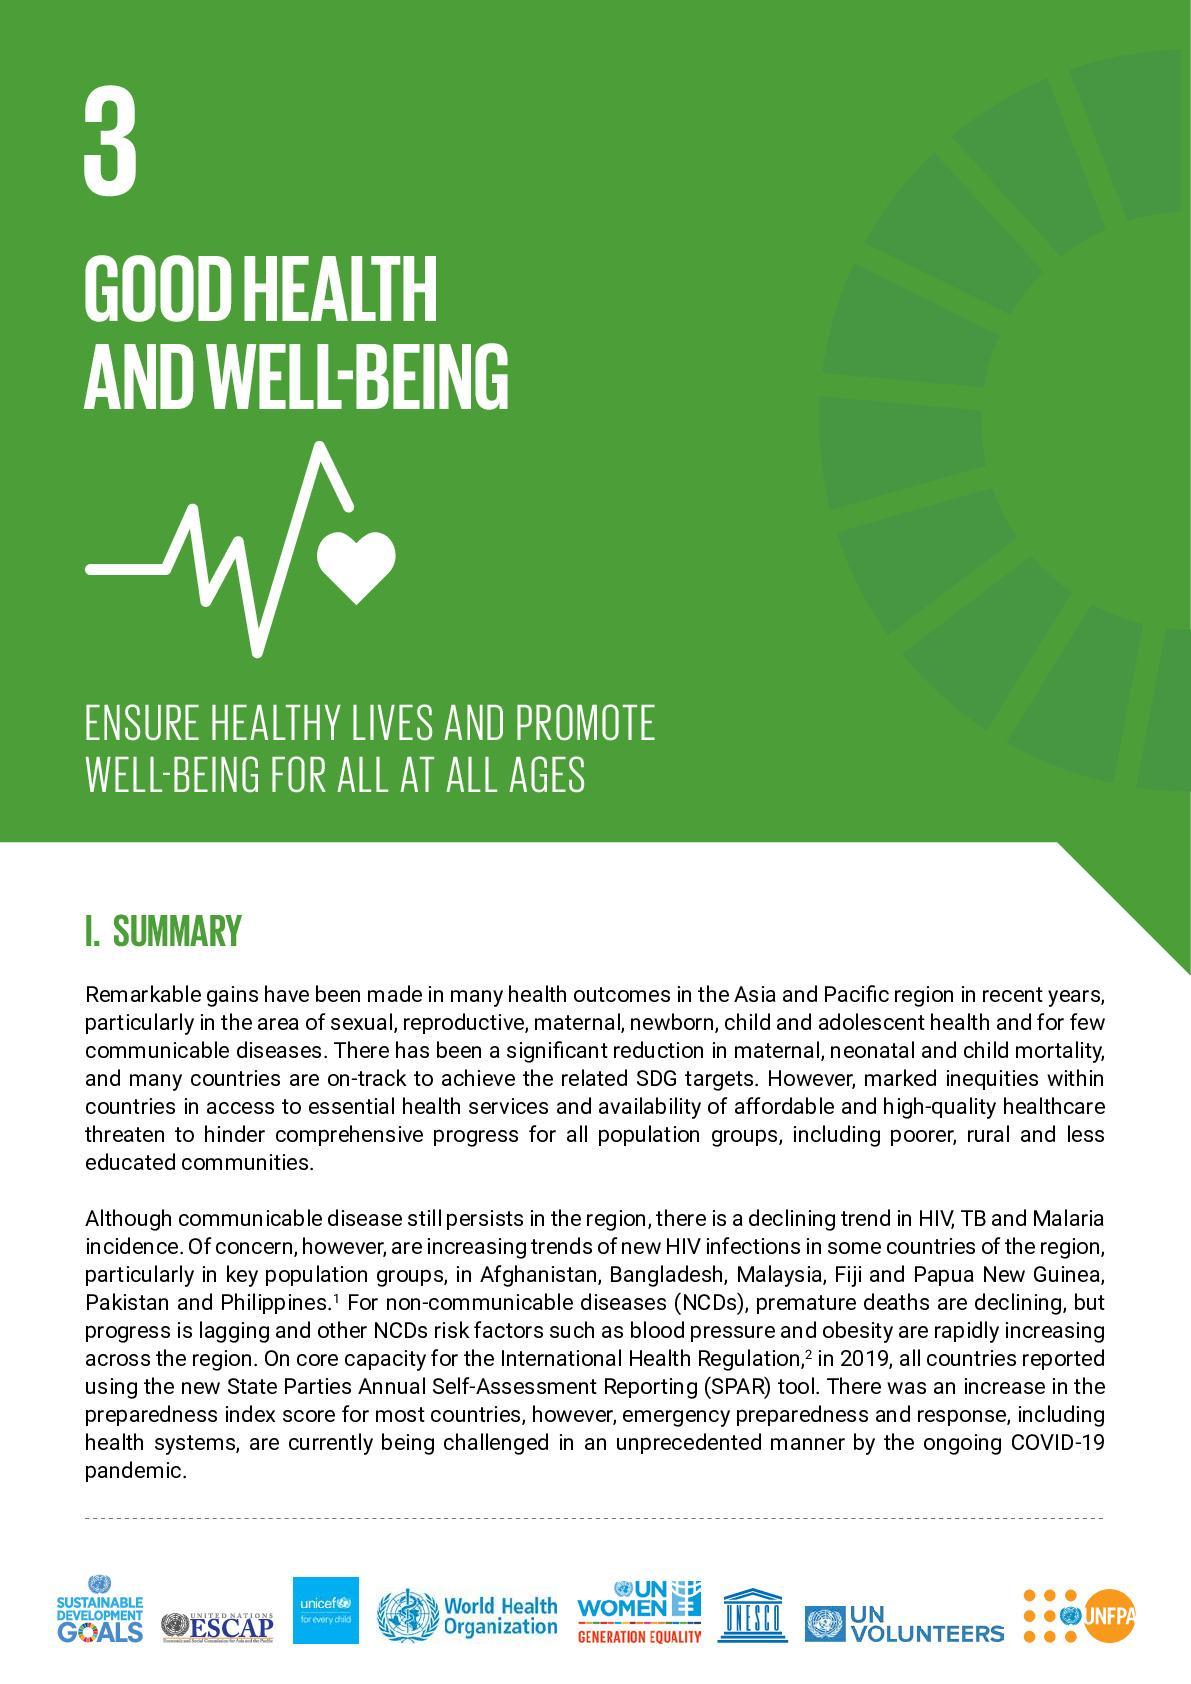 3
GOOD HEALTH
AND WELL-BEING
ENSURE HEALTHY LIVES AND PROMOTE
WELL-BEING FOR ALL AT ALL AGES
I. SUMMARY
Remarkable gains have been made in many health outcomes in the Asia and Pacific region in recent years,
particularly in the area of sexual, reproductive, maternal, newborn, child and adolescent health and for few
communicable diseases. There has been a significant reduction in maternal, neonatal and child mortality,
and many countries are on-track to achieve the related SDG targets. However, marked inequities within
countries in access to essential health services and availability of affordable and high-quality healthcare
threaten to hinder comprehensive progress for all population groups, including poorer, rural and less
educated communities.
Although communicable disease still persists in the region, there is a declining trend in HIV, TB and Malaria
incidence. Of concern, however, are increasing trends of new HIV infections in some countries of the region,
particularly in key population groups, in Afghanistan, Bangladesh, Malaysia, Fiji and Papua New Guinea,
Pakistan and Philippines.¹ For non-communicable diseases (NCDs), premature deaths are declining, but
progress is lagging and other NCDs risk factors such as blood pressure and obesity are rapidly increasing
across the region. On core capacity for the International Health Regulation,² in 2019, all countries reported
using the new State Parties Annual Self-Assessment Reporting (SPAR) tool. There was an increase in the
preparedness index score for most countries, however, emergency preparedness and response, including
health systems, are currently being challenged in an unprecedented manner by the ongoing COVID-19
pandemic.
SUSTAINABLE
DEVELOPMENT
GOALS
UNITED NATIONS
ESCAP
Economic and Social Commission for Asia and the Pacific
unicef
for every child
World Health
Organization
UN
WOMEN
GENERATION EQUALITY
UNESCO
UN
VOLUNTEERS
UNFPA